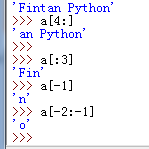 'Fintan Python'
>>> a[4:]
'an Python'
>>>
>>> a[:3]
'Fin'
>>> a[-1]
'n'
>>> a[-2:-1]
'o'
>>>